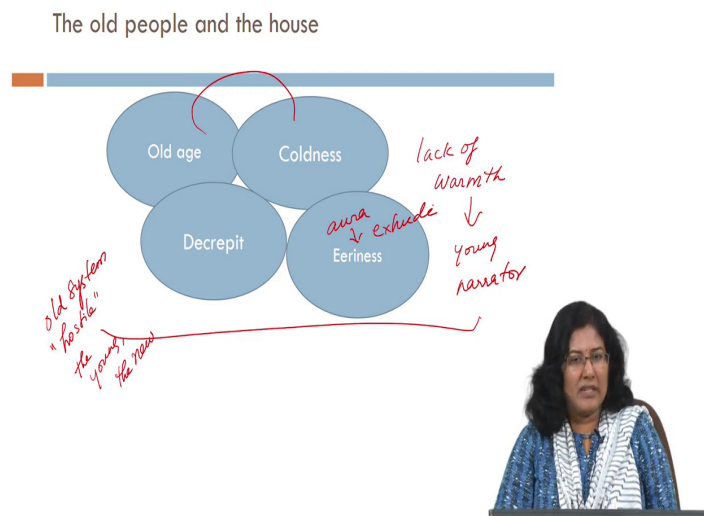 The old people and the house
Old age
Coldness
Decrepit
Eeriness
aura
exhude
lack of
warmth
young
narrator
old system
"hostile"
the
young,
the new